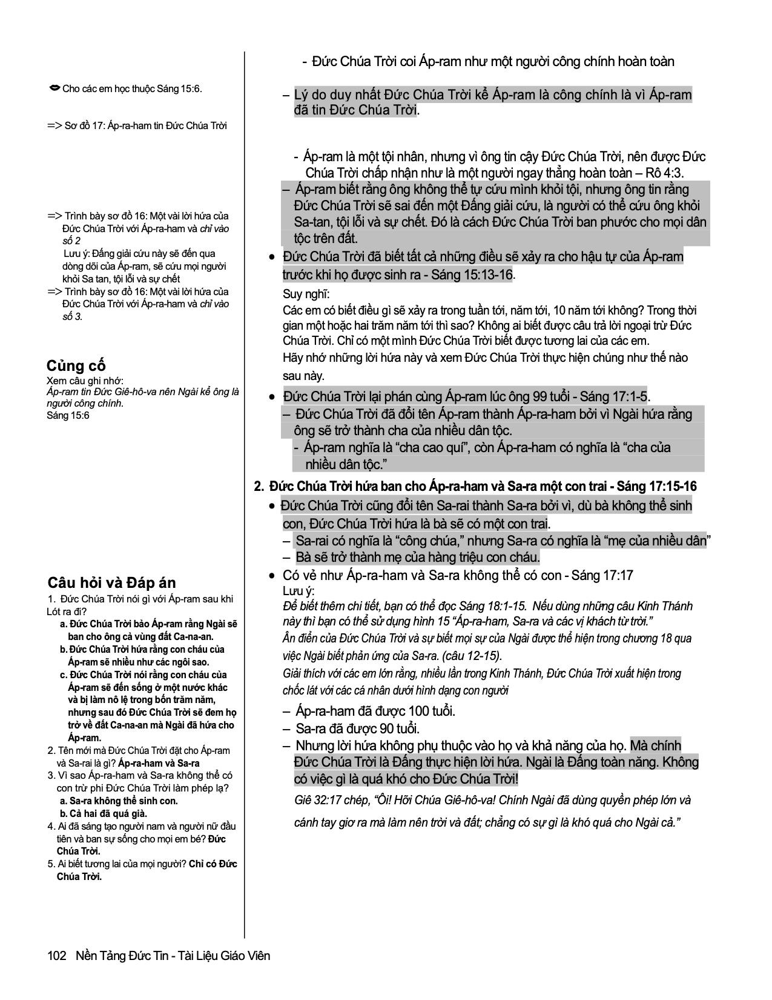 Cho các em học thuộc Sáng 15:6.
=> Sơ đồ 17: Áp-ra-ham tin Đức Chúa Trời
=> Trình bày sơ đồ 16: Một vài lời hứa của
Đức Chúa Trời với Áp-ra-ham và chỉ vào
số 2
Lưu ý: Đấng giải cứu này sẽ đến qua
dòng dõi của Áp-ram, sẽ cứu mọi người
khỏi Sa tan, tội lỗi và sự chết
=> Trình bày sơ đồ 16: Một vài lời hứa của
Đức Chúa Trời với Áp-ra-ham và chỉ vào
số 3.
Củng cố
Xem câu ghi nhớ:
Áp-ram tin Đức Giê-hô-va nên Ngài kể ông là
người công chính.
Sáng 15:6
Câu hỏi và Đáp án
1. Đức Chúa Trời nói gì với Áp-ram sau khi
Lót ra đi?
a. Đức Chúa Trời bảo Áp-ram rằng Ngài sẽ
ban cho ông cả vùng đất Ca-na-an.
b. Đức Chúa Trời hứa rằng con cháu của
Áp-ram sẽ nhiều như các ngôi sao.
c. Đức Chúa Trời nói rằng con cháu của
Áp-ram sẽ đến sống ở một nước khác
và bị làm nô lệ trong bốn trăm năm,
nhưng sau đó Đức Chúa Trời sẽ đem họ
trở về đất Ca-na-an mà Ngài đã hứa cho
Áp-ram.
2. Tên mới mà Đức Chúa Trời đặt cho Áp-ram
và Sa-rai là gì? Áp-ra-ham và Sa-ra
3. Vì sao Áp-ra-ham và Sa-ra không thể có
con trừ phi Đức Chúa Trời làm phép lạ?
a. Sa-ra không thể sinh con.
b. Cả hai đã quá già.
4. Ai đã sáng tạo người nam và người nữ đầu
tiên và ban sự sống cho mọi em bé? Đức
Chúa Trời.
5. Ai biết tương lai của mọi người? Chỉ có Đức
Chúa Trời.
- Đức Chúa Trời coi Áp-ram như một người công chính hoàn toàn
– Lý do duy nhất Đức Chúa Trời kể Áp-ram là công chính là vì Áp-ram
đã tin Đức Chúa Trời.
- Áp-ram là một tội nhân, nhưng vì ông tin cậy Đức Chúa Trời, nên được Đức
Chúa Trời chấp nhận như là một người ngay thẳng hoàn toàn – Rô 4:3.
– Áp-ram biết rằng ông không thể tự cứu mình khỏi tội, nhưng ông tin rằng
Đức Chúa Trời sẽ sai đến một Đấng giải cứu, là người có thể cứu ông khỏi
Sa-tan, tội lỗi và sự chết. Đó là cách Đức Chúa Trời ban phước cho mọi dân
tộc trên đất.
● Đức Chúa Trời đã biết tất cả những điều sẽ xảy ra cho hậu tự của Áp-ram
trước khi họ được sinh ra - Sáng 15:13-16.
Suy nghĩ:
Các em có biết điều gì sẽ xảy ra trong tuần tới, năm tới, 10 năm tới không? Trong thời
gian một hoặc hai trăm năm tới thì sao? Không ai biết được câu trả lời ngoại trừ Đức
Chúa Trời. Chỉ có một mình Đức Chúa Trời biết được tương lai của các em.
Hãy nhớ những lời hứa này và xem Đức Chúa Trời thực hiện chúng như thế nào
sau này.
● Đức Chúa Trời lại phán cùng Áp-ram lúc ông 99 tuổi - Sáng 17:1-5.
– Đức Chúa Trời đã đổi tên Áp-ram thành Áp-ra-ham bởi vì Ngài hứa rằng
ông sẽ trở thành cha của nhiều dân tộc.
- Áp-ram nghĩa là “cha cao quí”, còn Áp-ra-ham có nghĩa là “cha của
nhiều dân tộc.”
2. Đức Chúa Trời hứa ban cho Áp-ra-ham và Sa-ra một con trai - Sáng 17:15-16
● Đức Chúa Trời cũng đổi tên Sa-rai thành Sa-ra bởi vì, dù bà không thể sinh
con, Đức Chúa Trời hứa là bà sẽ có một con trai.
– Sa-rai có nghĩa là “công chúa,” nhưng Sa-ra có nghĩa là “mẹ của nhiều dân”
– Bà sẽ trở thành mẹ của hàng triệu con cháu.
● Có vẻ như Áp-ra-ham và Sa-ra không thể có con - Sáng 17:17
Lưu ý:
Để biết thêm chi tiết, bạn có thể đọc Sáng 18:1-15. Nếu dùng những câu Kinh Thánh
này thì bạn có thể sử dụng hình 15 “Áp-ra-ham, Sa-ra và các vị khách từ trời.”
Ân điển của Đức Chúa Trời và sự biết mọi sự của Ngài được thể hiện trong chương 18 qua
việc Ngài biết phản ứng của Sa-ra. (câu 12-15).
Giải thích với các em lớn rằng, nhiều lần trong Kinh Thánh, Đức Chúa Trời xuất hiện trong
chốc lát với các cá nhân dưới hình dạng con người
– Áp-ra-ham đã được 100 tuổi.
– Sa-ra đã được 90 tuổi.
– Nhưng lời hứa không phụ thuộc vào họ và khả năng của họ. Mà chính
Đức Chúa Trời là Đấng thực hiện lời hứa. Ngài là Đấng toàn năng. Không
có việc gì là quá khó cho Đức Chúa Trời!
Giê 32:17 chép, “Ôi! Hỡi Chúa Giê-hô-va! Chính Ngài đã dùng quyền phép lớn và
cánh tay giơ ra mà làm nên trời và đất; chẳng có sự gì là khó quá cho Ngài cả.”
102 Nền Tảng Đức Tin - Tài Liệu Giáo Viên